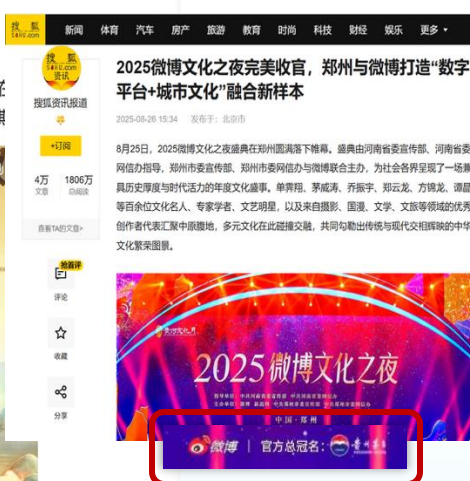 搜狐
SOHU.com
新闻 体育 汽车 房产 旅游 教育 时尚 科技 财经 娱乐 更多
搜狐
SOHU.com
资讯
搜狐资讯报道
+订阅
4万 1806万
文章 总阅读
查看TA的文章>
抢首评
评论
收藏
分享
2025微博文化之夜完美收官，郑州与微博打造“数字
平台+城市文化”融合新样本
2025-08-26 15:34 发布于：北京市
8月25日，2025微博文化之夜盛典在郑州圆满落下帷幕。盛典由河南省委宣传部、河南省委
网信办指导，郑州市委宣传部、郑州市委网信办与微博联合主办，为社会各界呈现了一场兼
具历史厚度与时代活力的年度文化盛事。单霁翔、茅威涛、乔振宇、郑云龙、方锦龙、谭晶
等百余位文化名人、专家学者、文艺明星，以及来自摄影、国漫、文学、文旅等领域的优秀
创作者代表汇聚中原腹地，多元文化在此碰撞交融，共同勾勒出传统与现代交相辉映的中华
文化繁荣图景。
2025微博文化之夜
中国·郑州
微博 | 官方总冠名：贵州茅台